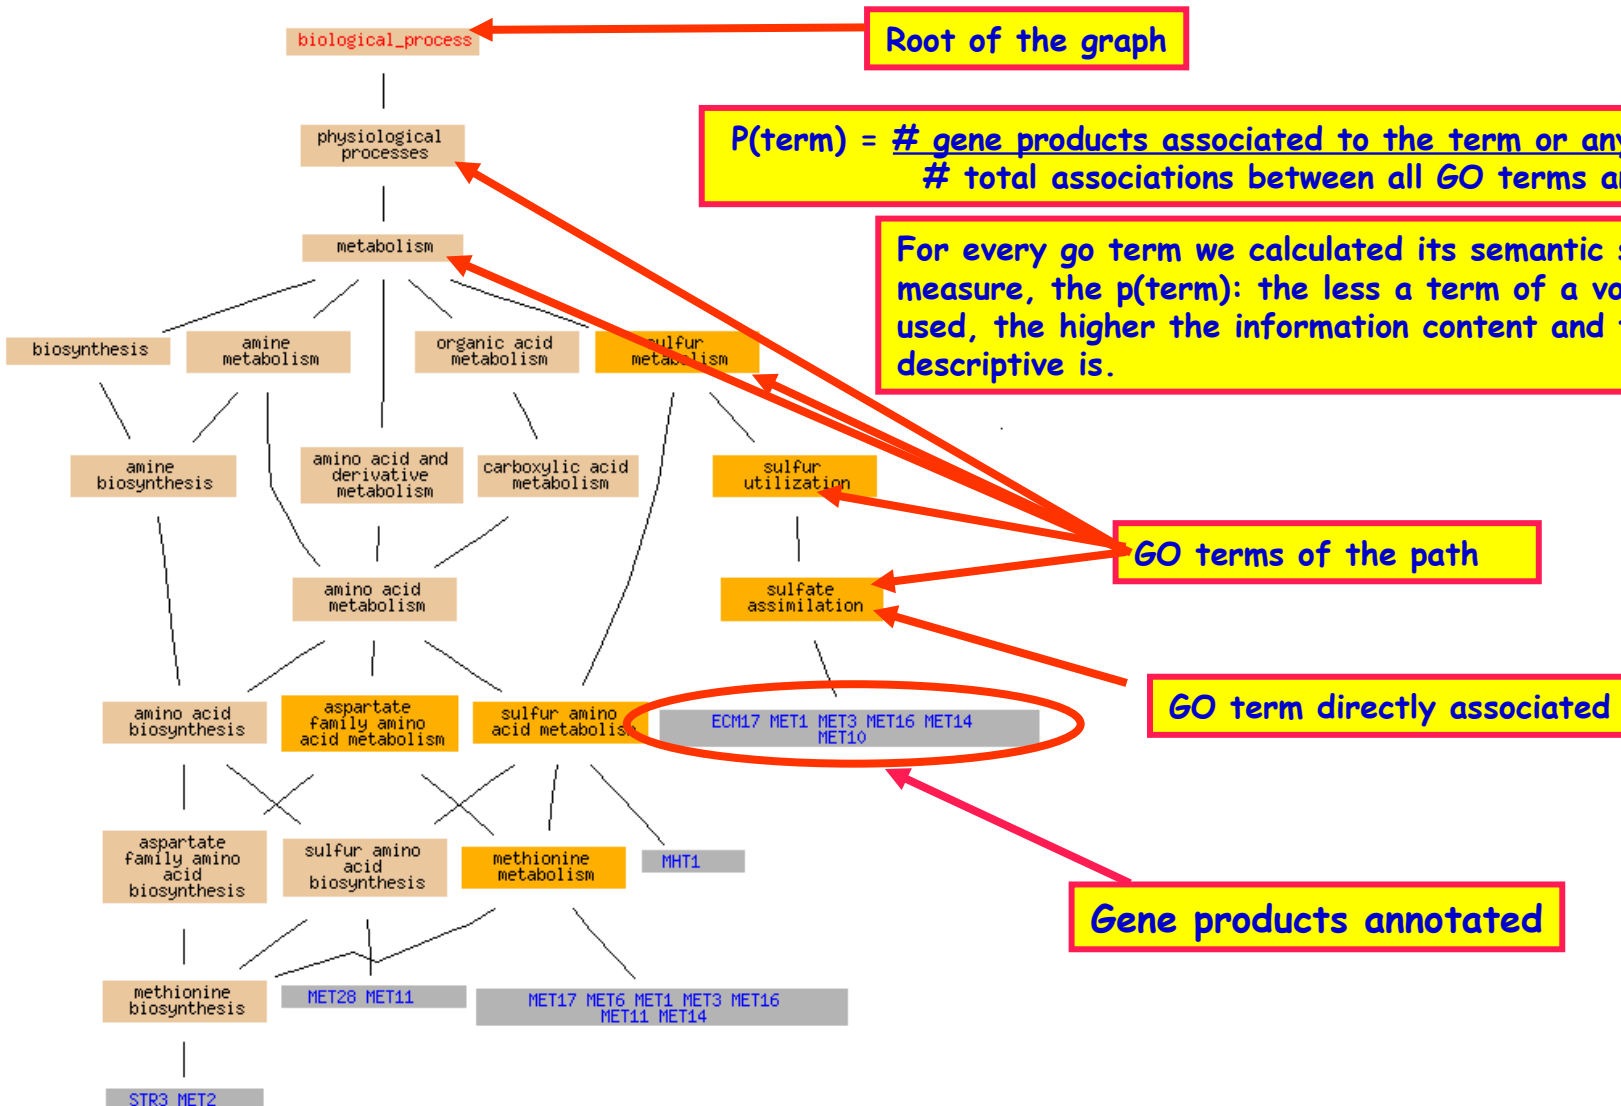 biological_process
Root of the graph
physiological
processes
P(term) = # gene products associated to the term or any
# total associations between all GO terms
metabolism
For every go term we calculated its semantic
measure, the p(term): the less a term of a
used, the higher the information content and
descriptive is.
biosynthesis
amine
metabolism
organic acid
metabolism
sulfur
metabolism
amine
biosynthesis
amino acid and
derivative
metabolism
carboxylic acid
metabolism
sulfur
utilization
GO terms of the path
amino acid
metabolism
sulfate
assimilation
GO term directly associated
amino acid
biosynthesis
aspartate
family amino
acid metabolism
sulfur amino
acid metabolism
ECM17 MET1 MET3 MET16 MET14
MET10
aspartate
family amino
acid
biosynthesis
sulfur amino
acid
biosynthesis
methionine
metabolism
MHT1
Gene products annotated
methionine
biosynthesis
MET28 MET11
MET17 MET6 MET1 MET3 MET16
MET11 MET14
STR3 MET2